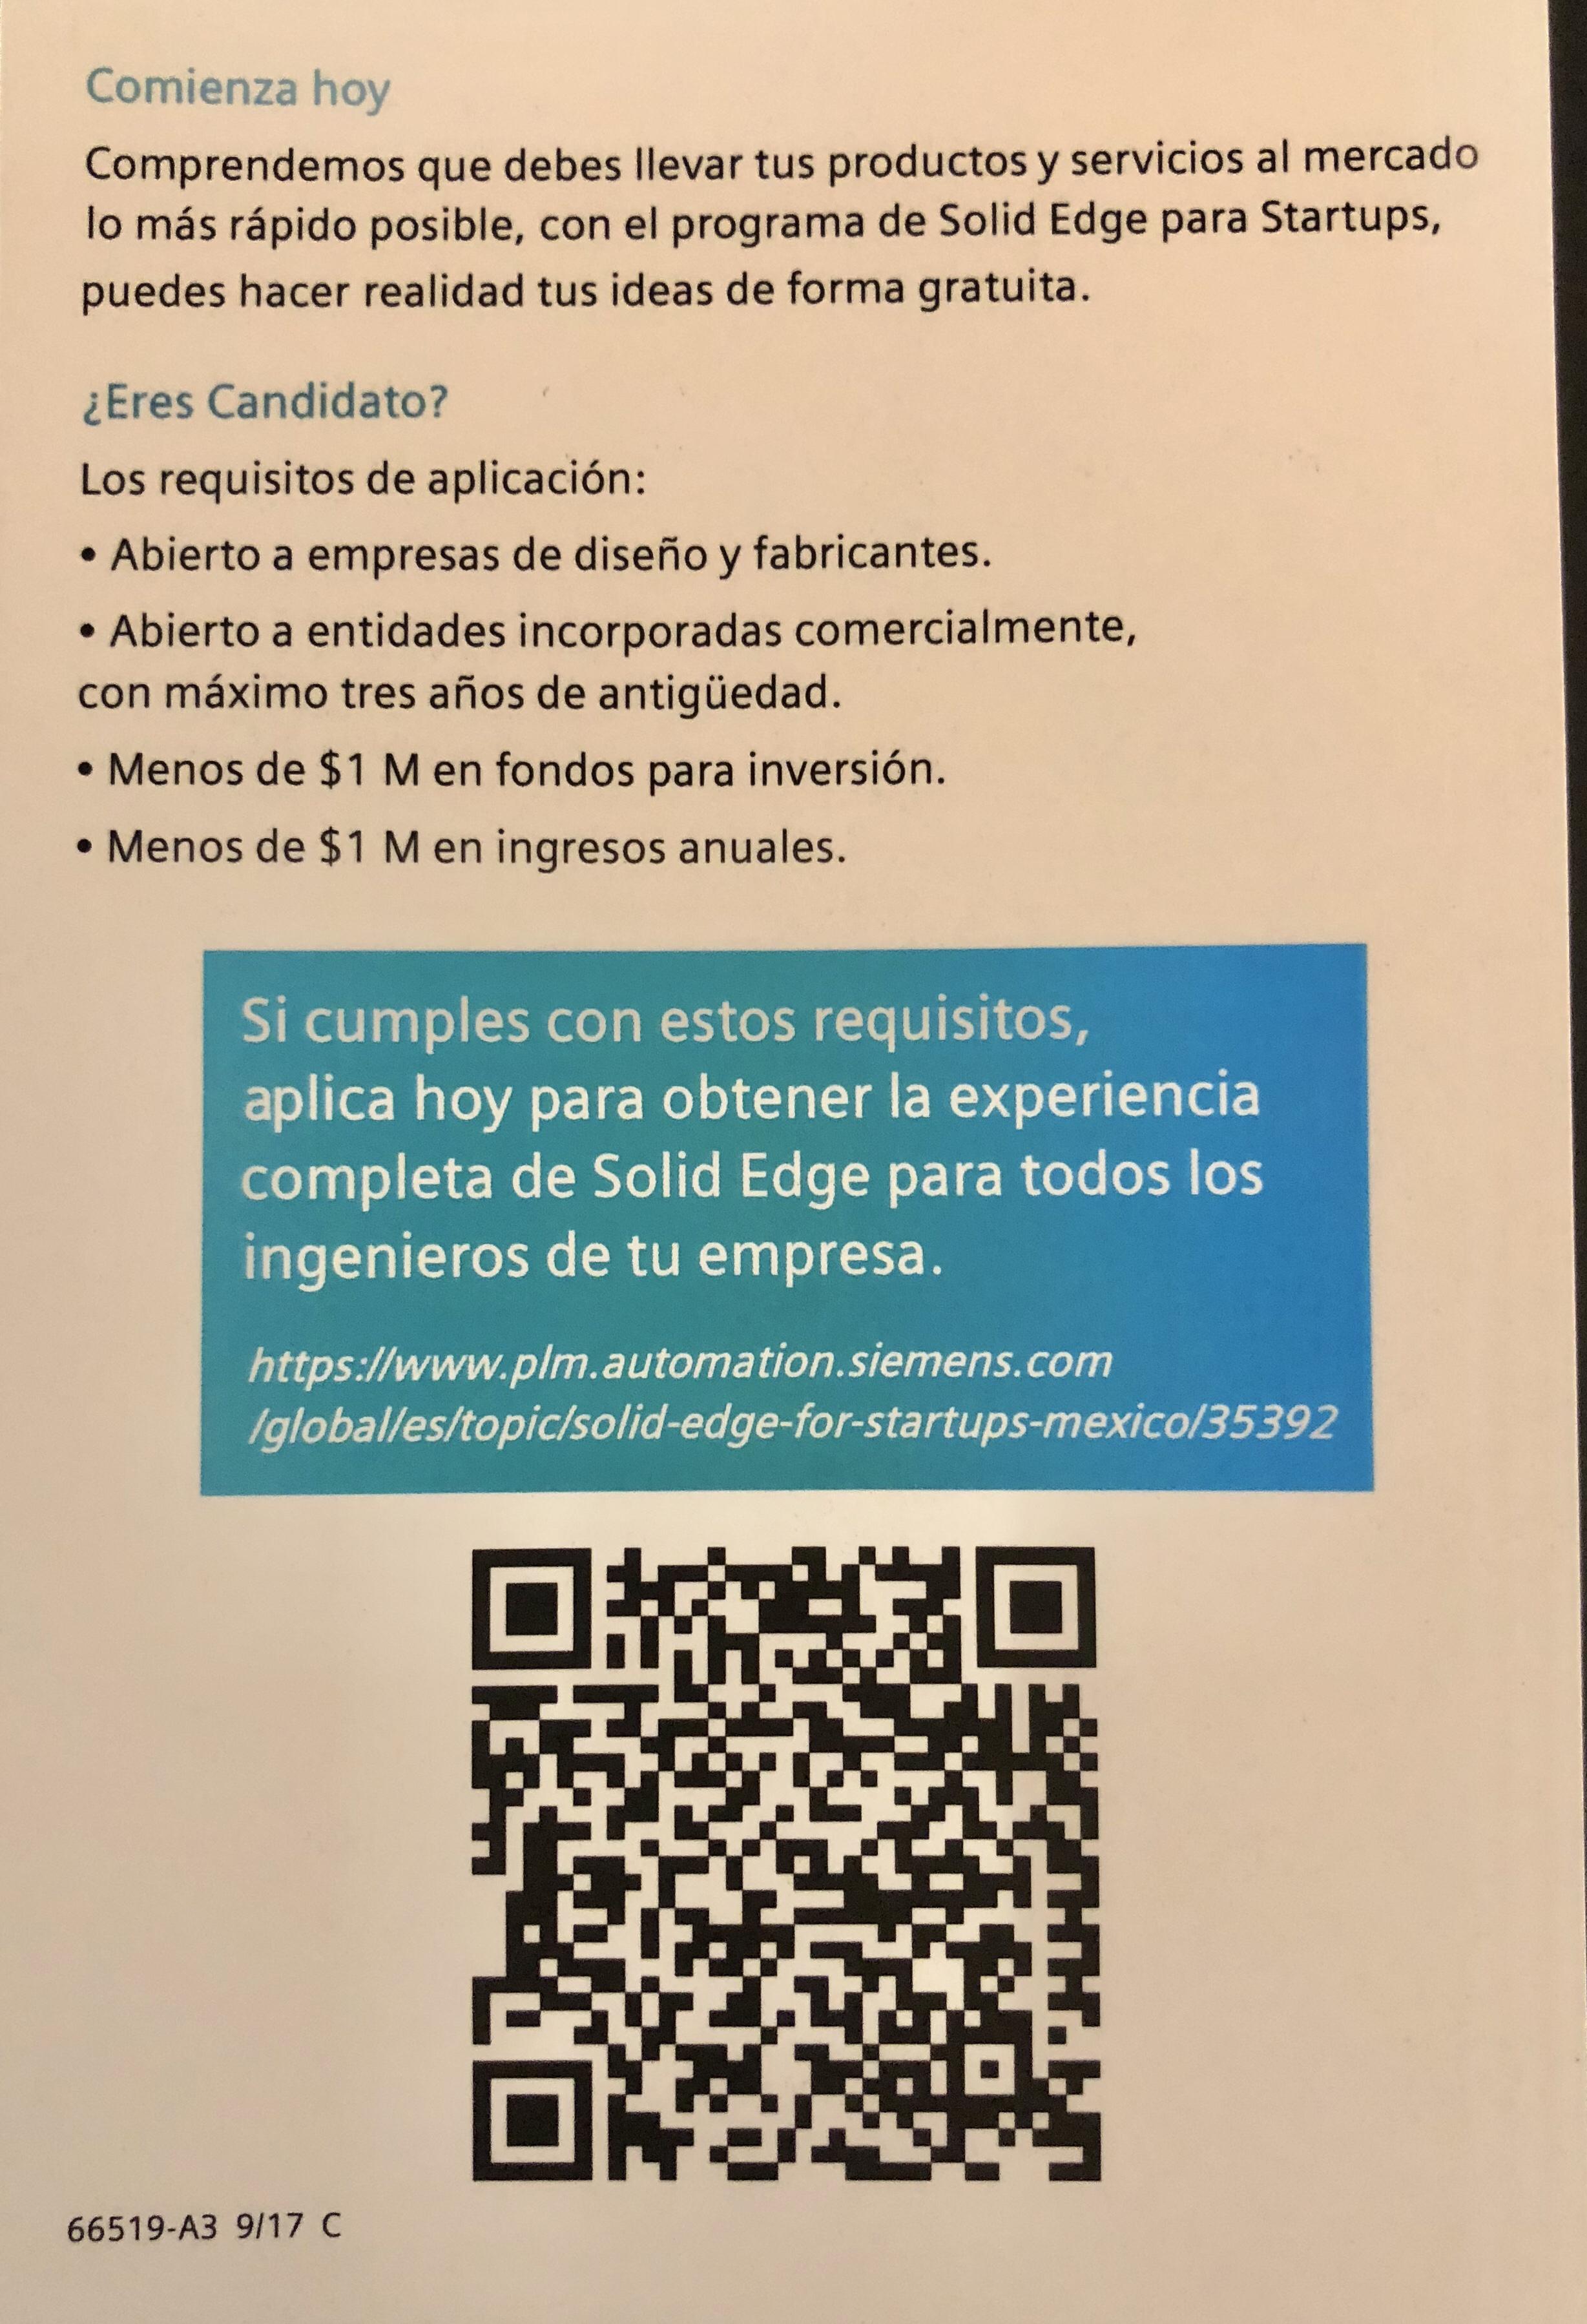 Comienza hoy
Comprendemos que debes llevar tus productos y servicios al mercado
lo más rápido posible, con el programa de Solid Edge para Startups,
puedes hacer realidad tus ideas de forma gratuita.
¿Eres Candidato?
Los requisitos de aplicación:
• Abierto a empresas de diseño y fabricantes.
• Abierto a entidades incorporadas comercialmente,
con máximo tres años de antigüedad.
• Menos de $1 M en fondos para inversión.
• Menos de $1 M en ingresos anuales.
Si cumples con estos requisitos,
aplica hoy para obtener la experiencia
completa de Solid Edge para todos los
ingenieros de tu empresa.
https://www.plm.automation.siemens.com
/global/es/topic/solid-edge-for-startups-mexico/35392
66519-A3 9/17 C